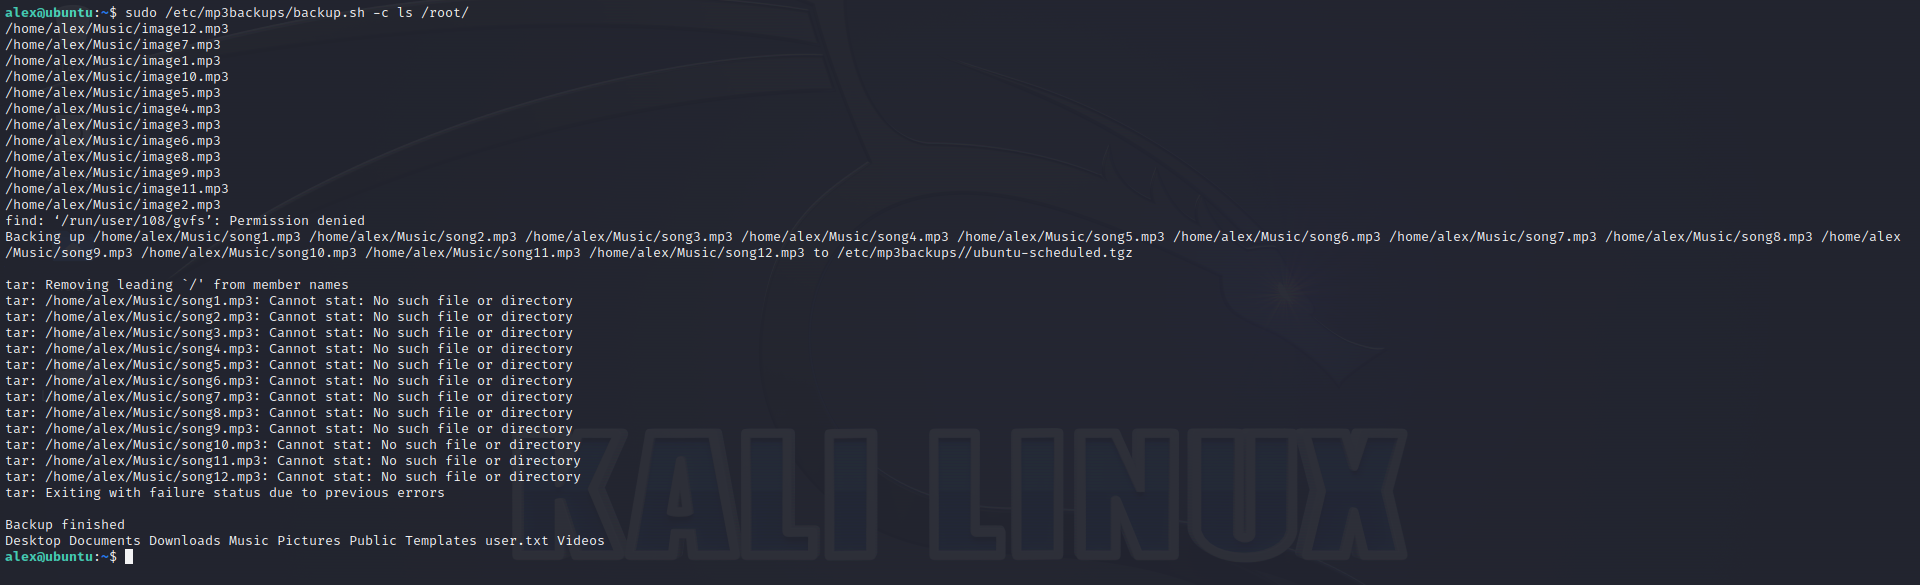 alex@ubuntu:~$ sudo /etc/mp3backups/backup.sh -c ls /root/
/home/alex/Music/image12.mp3
/home/alex/Music/image7.mp3
/home/alex/Music/image1.mp3
/home/alex/Music/image10.mp3
/home/alex/Music/image5.mp3
/home/alex/Music/image4.mp3
/home/alex/Music/image3.mp3
/home/alex/Music/image6.mp3
/home/alex/Music/image8.mp3
/home/alex/Music/image9.mp3
/home/alex/Music/image11.mp3
/home/alex/Music/image2.mp3
find: ‘/run/user/108/gvfs’: Permission denied
Backing up /home/alex/Music/song1.mp3 /home/alex/Music/song2.mp3 /home/alex/Music/song3.mp3 /home/alex/Music/song4.mp3 /home/alex/Music/song5.mp3 /home/alex/Music/song6.mp3 /home/alex/Music/song7.mp3 /home/alex/Music/song8.mp3 /home/alex
/Music/song9.mp3 /home/alex/Music/song10.mp3 /home/alex/Music/song11.mp3 /home/alex/Music/song12.mp3 to /etc/mp3backups//ubuntu-scheduled.tgz
tar: Removing leading `/' from member names
tar: /home/alex/Music/song1.mp3: Cannot stat: No such file or directory
tar: /home/alex/Music/song2.mp3: Cannot stat: No such file or directory
tar: /home/alex/Music/song3.mp3: Cannot stat: No such file or directory
tar: /home/alex/Music/song4.mp3: Cannot stat: No such file or directory
tar: /home/alex/Music/song5.mp3: Cannot stat: No such file or directory
tar: /home/alex/Music/song6.mp3: Cannot stat: No such file or directory
tar: /home/alex/Music/song7.mp3: Cannot stat: No such file or directory
tar: /home/alex/Music/song8.mp3: Cannot stat: No such file or directory
tar: /home/alex/Music/song9.mp3: Cannot stat: No such file or directory
tar: /home/alex/Music/song10.mp3: Cannot stat: No such file or directory
tar: /home/alex/Music/song11.mp3: Cannot stat: No such file or directory
tar: /home/alex/Music/song12.mp3: Cannot stat: No such file or directory
tar: Exiting with failure status due to previous errors
Backup finished
Desktop Documents Downloads Music Pictures Public Templates user.txt Videos
alex@ubuntu:~$
KALI LINUX